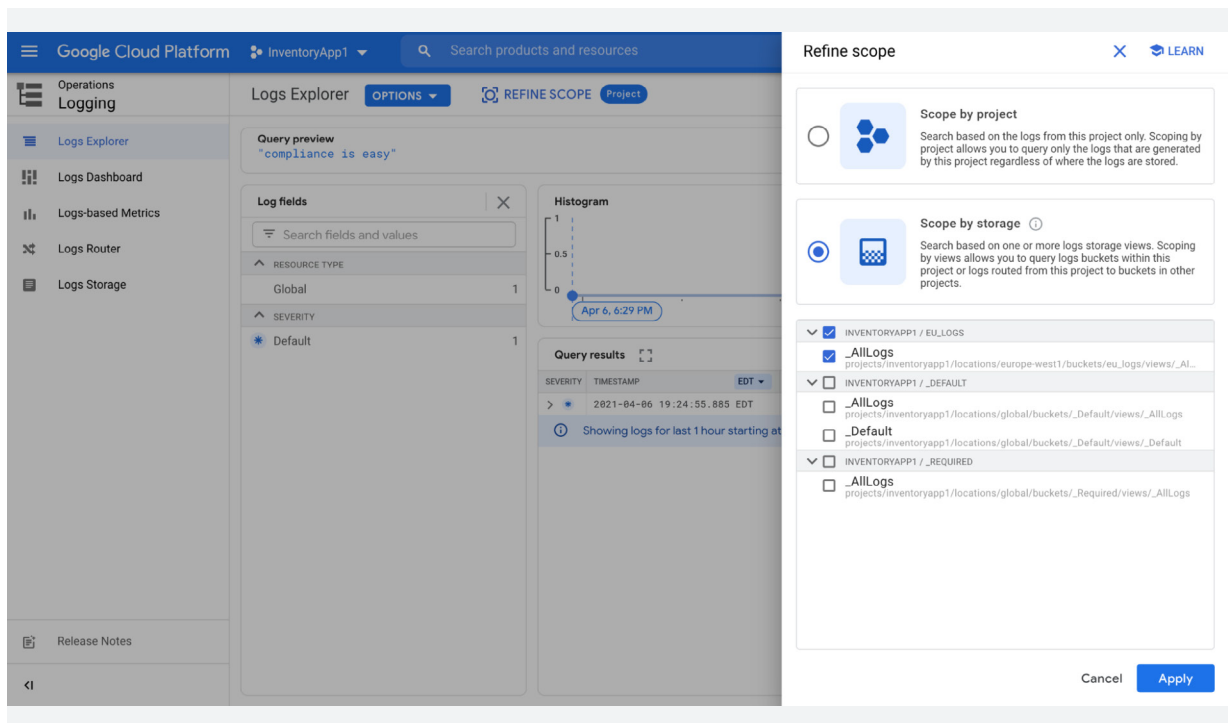 Google Cloud Platform
InventoryApp1
Search products and resources
Operations
Logging
Logs Explorer
Logs Dashboard
Logs-based Metrics
Logs Router
Logs Storage
Release Notes
Logs Explorer
OPTIONS
REFINE SCOPE
Project
Query preview
"compliance is easy"
Log fields
Search fields and values
RESOURCE TYPE
Global 1
SEVERITY
Default 1
Histogram
1
0.5
0
Apr 6, 6:29 PM
Query results
SEVERITY TIMESTAMP EDT
2021-04-06 19:24:55.885 EDT
Showing logs for last 1 hour starting at
Refine scope
LEARN
Scope by project
Search based on the logs from this project only. Scoping by
project allows you to query only the logs that are generated
by this project regardless of where the logs are stored.
Scope by storage
Search based on one or more logs storage views. Scoping
by views allows you to query logs buckets within this
project or logs routed from this project to buckets in other
projects.
INVENTORYAPP1 / EU_LOGS
_AllLogs
projects/inventoryapp1/locations/europe-west1/buckets/eu_logs/views/_Al...
INVENTORYAPP1 / _DEFAULT
_AllLogs
projects/inventoryapp1/locations/global/buckets/_Default/views/_AllLogs
_Default
projects/inventoryapp1/locations/global/buckets/_Default/views/_Default
INVENTORYAPP1 / _REQUIRED
_AllLogs
projects/inventoryapp1/locations/global/buckets/_Required/views/_AllLogs
Cancel
Apply